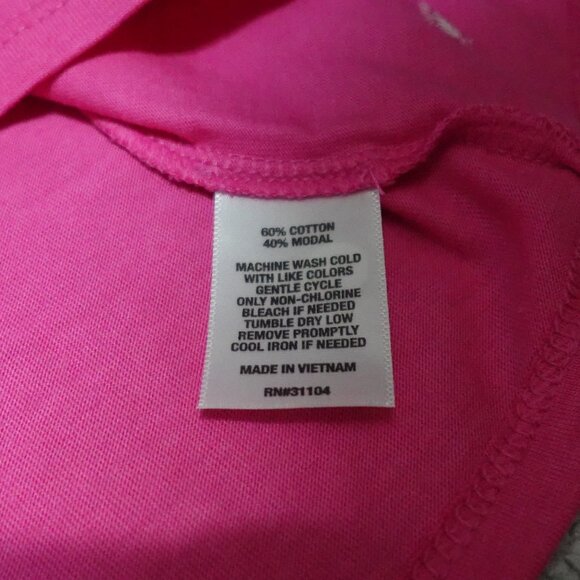 60% COTTON
40% MODAL
MACHINE WASH COLD
WITH LIKE COLORS
GENTLE CYCLE
ONLY NON-CHLORINE
BLEACH IF NEEDED
TUMBLE DRY LOW
REMOVE PROMPTLY
COOL IRON IF NEEDED
MADE IN VIETNAM
RN#31104